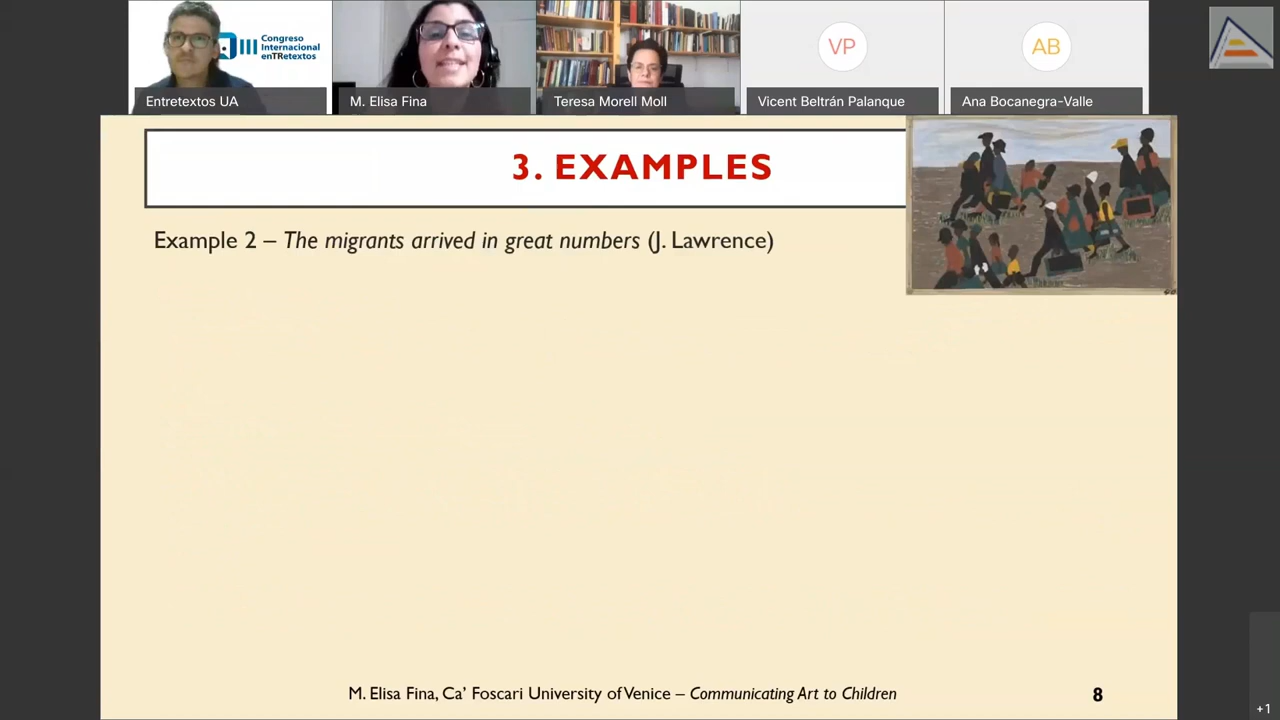 III Congreso
Internacional
enTRetextos
Entretextos UA
M. Elisa Fina
Teresa Morell Moll
VP
Vicent Beltrán Palanque
AB
Ana Bocanegra-Valle
3. EXAMPLES
Example 2 – The migrants arrived in great numbers (J. Lawrence)
M. Elisa Fina, Ca’ Foscari University of Venice – Communicating Art to Children
8
+1